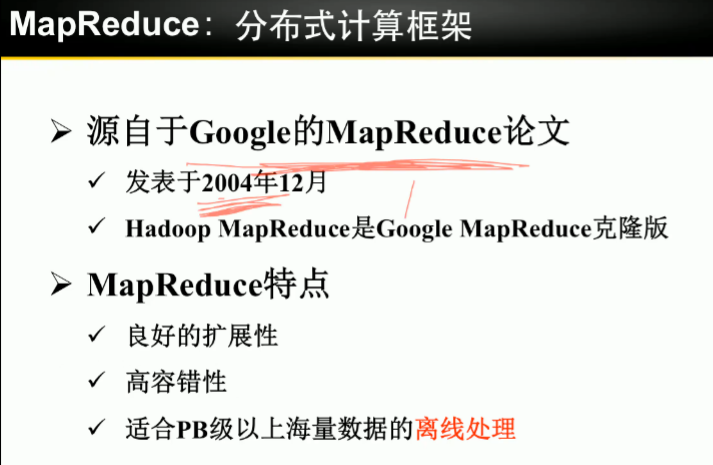 MapReduce：分布式计算框架
源自于Google的MapReduce论文
发表于2004年12月
Hadoop MapReduce是Google MapReduce克隆版
MapReduce特点
良好的扩展性
高容错性
适合PB级以上海量数据的离线处理